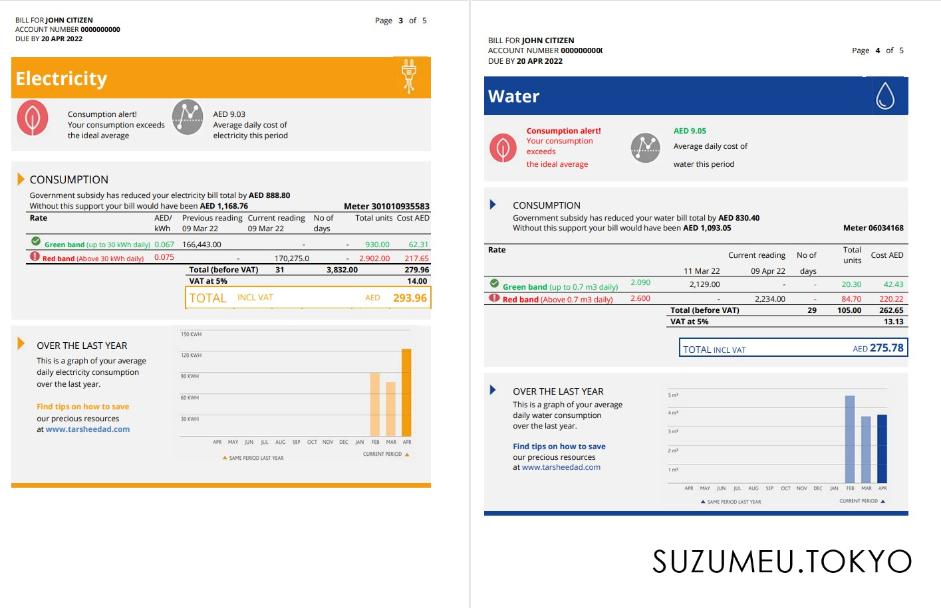 BILL FOR JOHN CITIZEN
ACCOUNT NUMBER 0000000000
DUE BY 20 APR 2022
Page 3 of 5
Electricity
Consumption alert!
Your consumption exceeds
the ideal average
AED 9.03
Average daily cost of
electricity this period
CONSUMPTION
Government subsidy has reduced your electricity bill total by AED 888.80
Without this support your bill would have been AED 1,168.76 Meter 301010935583
Rate AED/ kWh Previous reading 09 Mar 22 Current reading 09 Mar 22 No of days Total units Cost AED
Green band (up to 30 kWh daily) 0.067 166,443.00 - - 930.00 62.31
Red band (Above 30 kWh daily) 0.075 - 170,275.0 - 2.902.00 217.65
Total (before VAT) 31 3,832.00 279.96
VAT at 5% 14.00
TOTAL INCL VAT AED 293.96
OVER THE LAST YEAR
This is a graph of your average
daily electricity consumption
over the last year.
Find tips on how to save
our precious resources
at www.tarsheedad.com
150 KWH
120 KWH
90 KWH
60 KWH
30 KWH
APR MAY JUN JUL AUG SEP OCT NOV DEC JAN FEB MAR APR
SAME PERIOD LAST YEAR
CURRENT PERIOD
BILL FOR JOHN CITIZEN
ACCOUNT NUMBER 000000000(
DUE BY 20 APR 2022
Page 4 of 5
Water
Consumption alert!
Your consumption
exceeds
the ideal average
AED 9.05
Average daily cost of
water this period
CONSUMPTION
Government subsidy has reduced your water bill total by AED 830.40
Without this support your bill would have been AED 1,093.05 Meter 06034168
Rate 11 Mar 22 Current reading 09 Apr 22 No of days Total units Cost AED
Green band (up to 0.7 m3 daily) 2.090 2,129.00 - - 20.30 42.43
Red band (Above 0.7 m3 daily) 2.600 - 2,234.00 - 84.70 220.22
Total (before VAT) 29 105.00 262.65
VAT at 5% 13.13
TOTAL INCL VAT AED 275.78
OVER THE LAST YEAR
This is a graph of your average
daily water consumption
over the last year.
Find tips on how to save
our precious resources
at www.tarsheedad.com
5 m³
4 m³
3 m³
2 m³
1 m³
APR MAY JUN JUL AUG SEP OCT NOV DEC JAN FEB MAR APR
SAME PERIOD LAST YEAR
CURRENT PERIOD
SUZUMEU.TOKYO